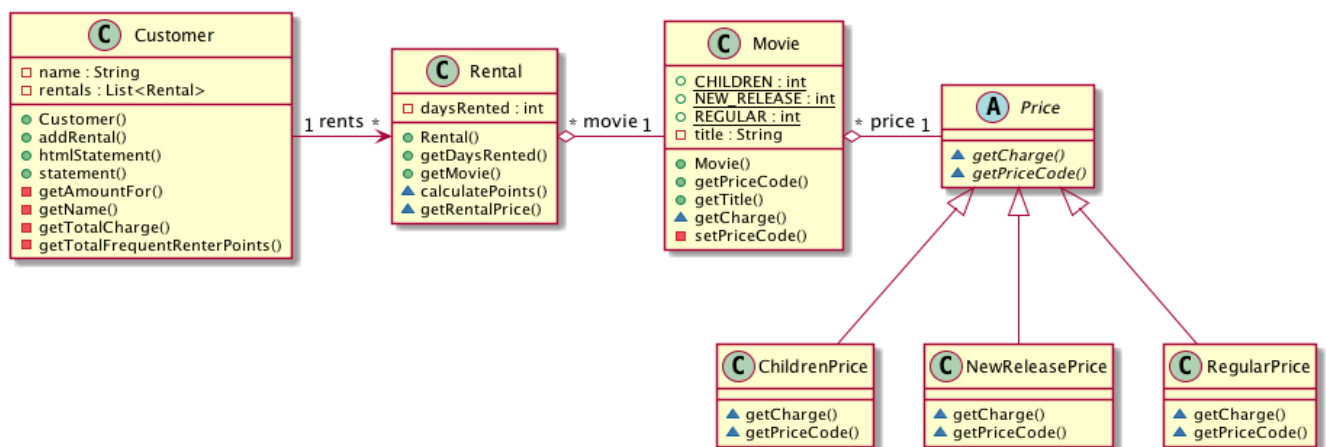 C Customer
name : String
rentals : List<Rental>
Customer()
addRental()
htmlStatement()
statement()
getAmountFor()
getName()
getTotalCharge()
getTotalFrequentRenterPoints()
1 rents *
C Rental
daysRented : int
Rental()
getDaysRented()
getMovie()
calculatePoints()
getRentalPrice()
* movie 1
C Movie
CHILDREN : int
NEW_RELEASE : int
REGULAR : int
title : String
Movie()
getPriceCode()
getTitle()
getCharge()
setPriceCode()
* price 1
A Price
getCharge()
getPriceCode()
C ChildrenPrice
getCharge()
getPriceCode()
C NewReleasePrice
getCharge()
getPriceCode()
C RegularPrice
getCharge()
getPriceCode()